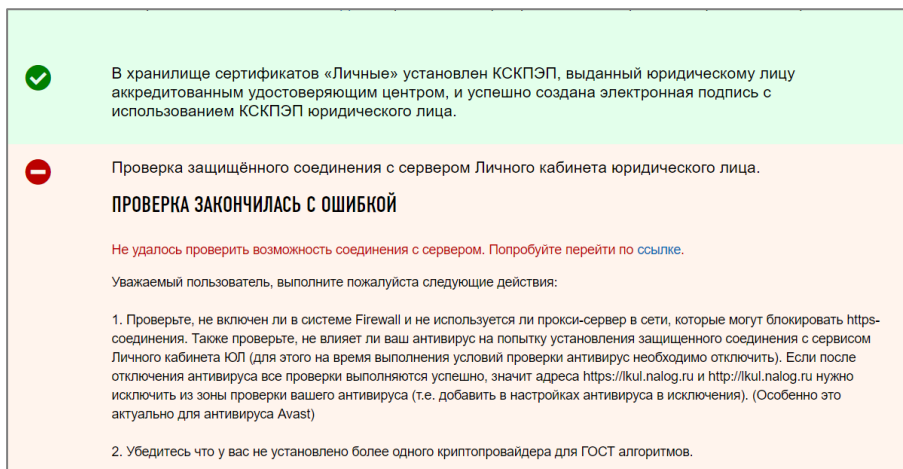 В хранилище сертификатов «Личные» установлен КСКПЭП, выданный юридическому лицу
аккредитованным удостоверяющим центром, и успешно создана электронная подпись с
использованием КСКПЭП юридического лица.
Проверка защищённого соединения с сервером Личного кабинета юридического лица.
ПРОВЕРКА ЗАКОНЧИЛАСЬ С ОШИБКОЙ
Не удалось проверить возможность соединения с сервером. Попробуйте перейти по ссылке.
Уважаемый пользователь, выполните пожалуйста следующие действия:
1. Проверьте, не включен ли в системе Firewall и не используется ли прокси-сервер в сети, которые могут блокировать https-
соединения. Также проверьте, не влияет ли ваш антивирус на попытку установления защищенного соединения с сервисом
Личного кабинета ЮЛ (для этого на время выполнения условий проверки антивирус необходимо отключить). Если после
отключения антивируса все проверки выполняются успешно, значит адреса https://lkul.nalog.ru и http://lkul.nalog.ru нужно
исключить из зоны проверки вашего антивируса (т.е. добавить в настройках антивируса в исключения). (Особенно это
актуально для антивируса Avast)
2. Убедитесь что у вас не установлено более одного криптопровайдера для ГОСТ алгоритмов.